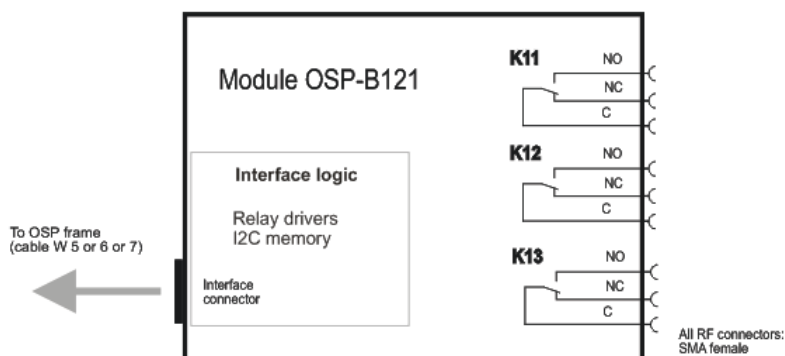 Module OSP-B121
K11
NO
NC
C
K12
NO
NC
C
K13
NO
NC
C
Interface logic
Relay drivers
I2C memory
Interface
connector
To OSP frame
(cable W 5 or 6 or 7)
All RF connectors:
SMA female